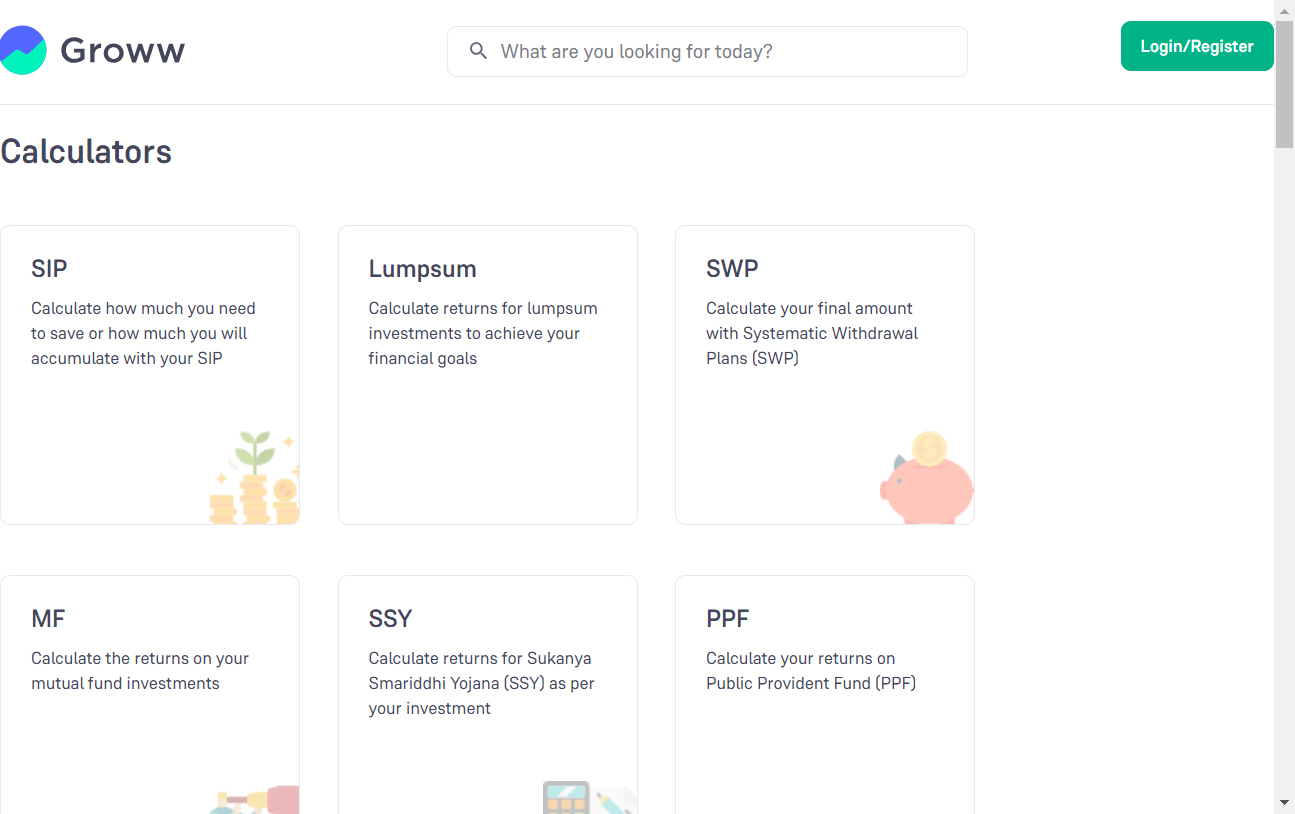 Groww
What are you looking for today?
Login/Register
Calculators
SIP
Calculate how much you need
to save or how much you will
accumulate with your SIP
Lumpsum
Calculate returns for lumpsum
investments to achieve your
financial goals
SWP
Calculate your final amount
with Systematic Withdrawal
Plans (SWP)
MF
Calculate the returns on your
mutual fund investments
SSY
Calculate returns for Sukanya
Smariddhi Yojana (SSY) as per
your investment
PPF
Calculate your returns on
Public Provident Fund (PPF)